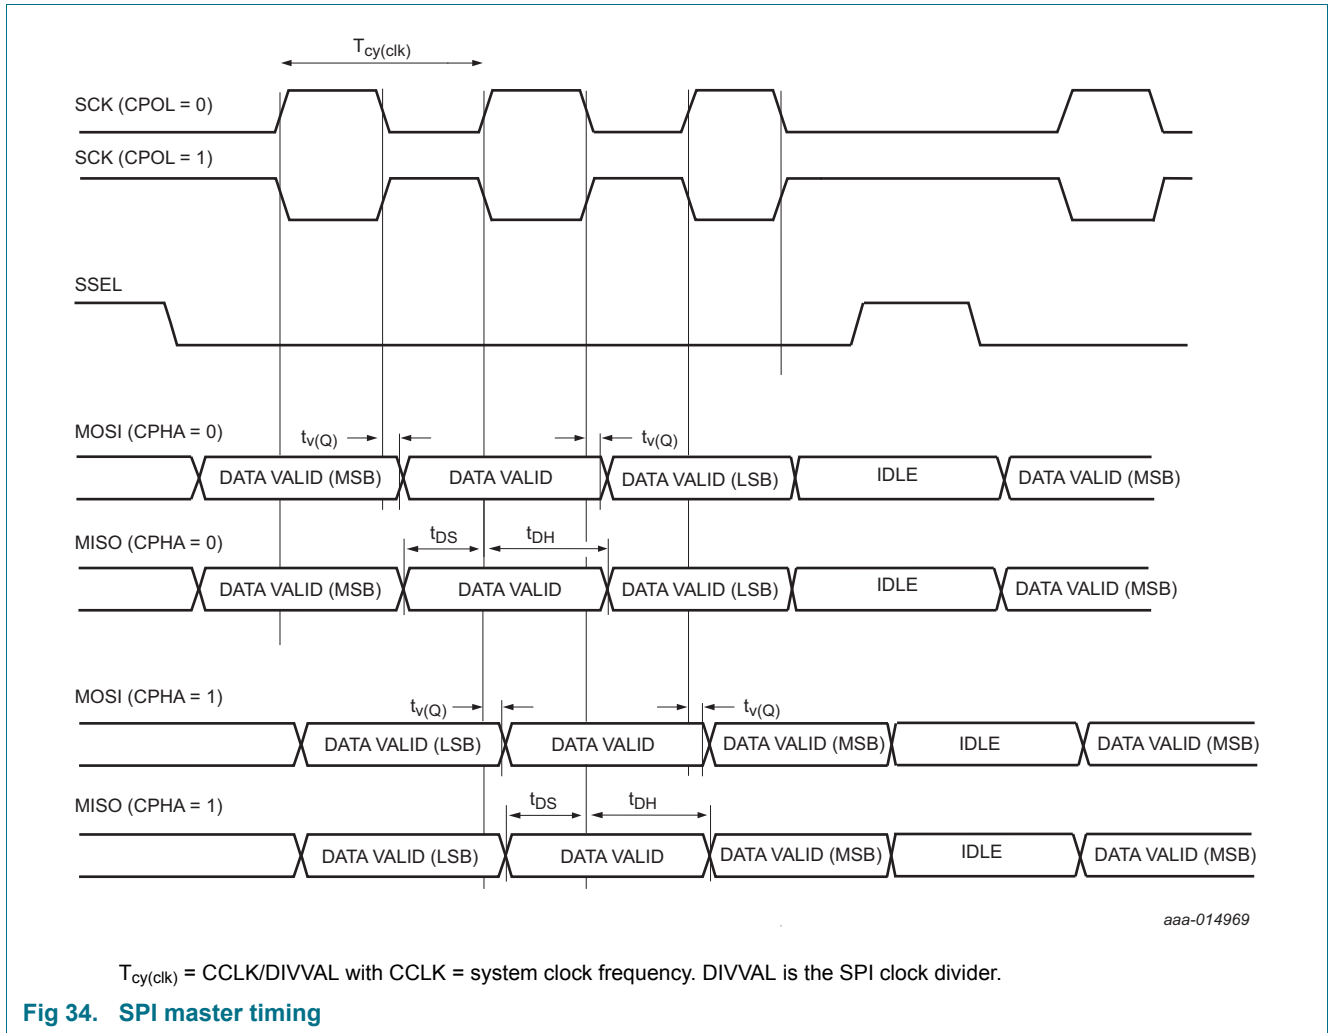 Tcy(clk)
SCK (CPOL = 0)
SCK (CPOL = 1)
SSEL
MOSI (CPHA = 0)
tv(Q) tv(Q)
DATA VALID (MSB) DATA VALID DATA VALID (LSB) IDLE DATA VALID (MSB)
tDS tDH
MISO (CPHA = 0)
DATA VALID (MSB) DATA VALID DATA VALID (LSB) IDLE DATA VALID (MSB)
MOSI (CPHA = 1)
tv(Q) tv(Q)
DATA VALID (LSB) DATA VALID DATA VALID (MSB) IDLE DATA VALID (MSB)
tDS tDH
MISO (CPHA = 1)
DATA VALID (LSB) DATA VALID DATA VALID (MSB) IDLE DATA VALID (MSB)
aaa-014969
Tcy(clk) = CCLK/DIVVAL with CCLK = system clock frequency. DIVVAL is the SPI clock divider.
Fig 34. SPI master timing